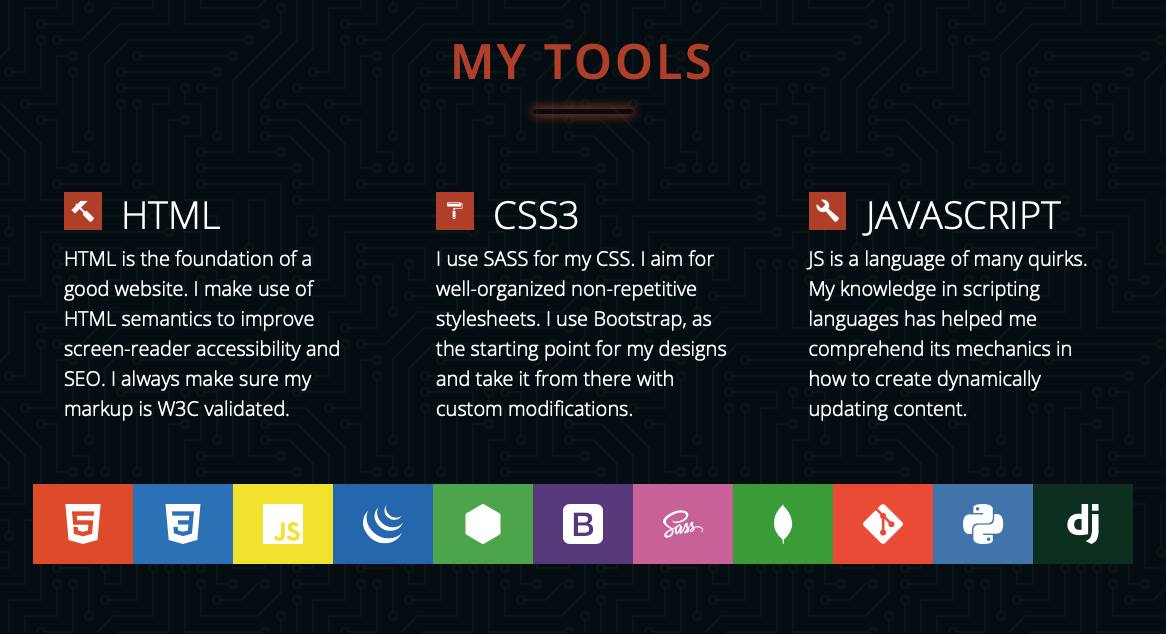 MY TOOLS
HTML
HTML is the foundation of a
good website. I make use of
HTML semantics to improve
screen-reader accessibility and
SEO. I always make sure my
markup is W3C validated.
CSS3
I use SASS for my CSS. I aim for
well-organized non-repetitive
stylesheets. I use Bootstrap, as
the starting point for my designs
and take it from there with
custom modifications.
JAVASCRIPT
JS is a language of many quirks.
My knowledge in scripting
languages has helped me
comprehend its mechanics in
how to create dynamically
updating content.
5 3 JS B Sass dj